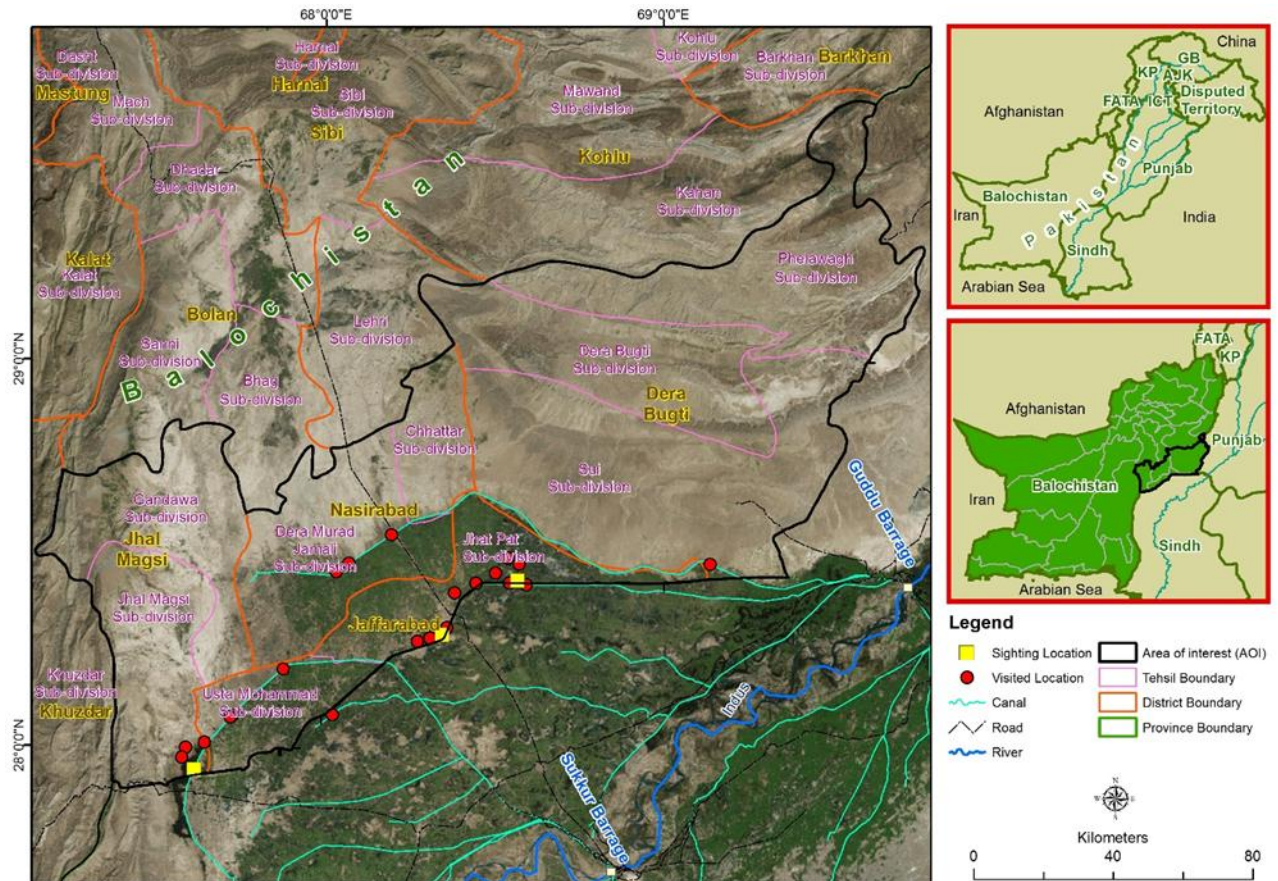 68°0'0"E
69°0'0"E
29°0'0"N
28°0'0"N
Dasht
Sub-division
Mastung
Mach
Sub-division
Harnai
Sub-division
Harnai
Sibi
Sub-division
Sibi
Kohlu
Sub-division
Barkhan
Sub-division
Barkhan
Mawand
Sub-division
Kohlu
Dhadar
Sub-division
Kahan
Sub-division
Balochistan
Kalat
Kalat
Sub-division
Bolan
Sanni
Sub-division
Bhag
Sub-division
Lehri
Sub-division
Phelawagh
Sub-division
Dera Bugti
Sub-division
Dera
Bugti
Chhattar
Sub-division
Sui
Sub-division
Gandawa
Sub-division
Jhal
Magsi
Jhal Magsi
Sub-division
Nasirabad
Dera Murad
Jamali
Sub-division
Jhat Pat
Sub-division
Guddu Barrage
Jaffarabad
Khuzdar
Sub-division
Khuzdar
Usta Mohammad
Sub-division
Indus
Sukkur Barrage
China
GB
KP
AJK
Disputed
Territory
FATA
ICT
Afghanistan
Punjab
Balochistan
Pakistan
Iran
India
Sindh
Arabian Sea
FATA
KP
Afghanistan
Punjab
Iran
Balochistan
Sindh
Arabian Sea
Legend
Sighting Location
Visited Location
Canal
Road
River
Area of interest (AOI)
Tehsil Boundary
District Boundary
Province Boundary
N
Kilometers
0 40 80